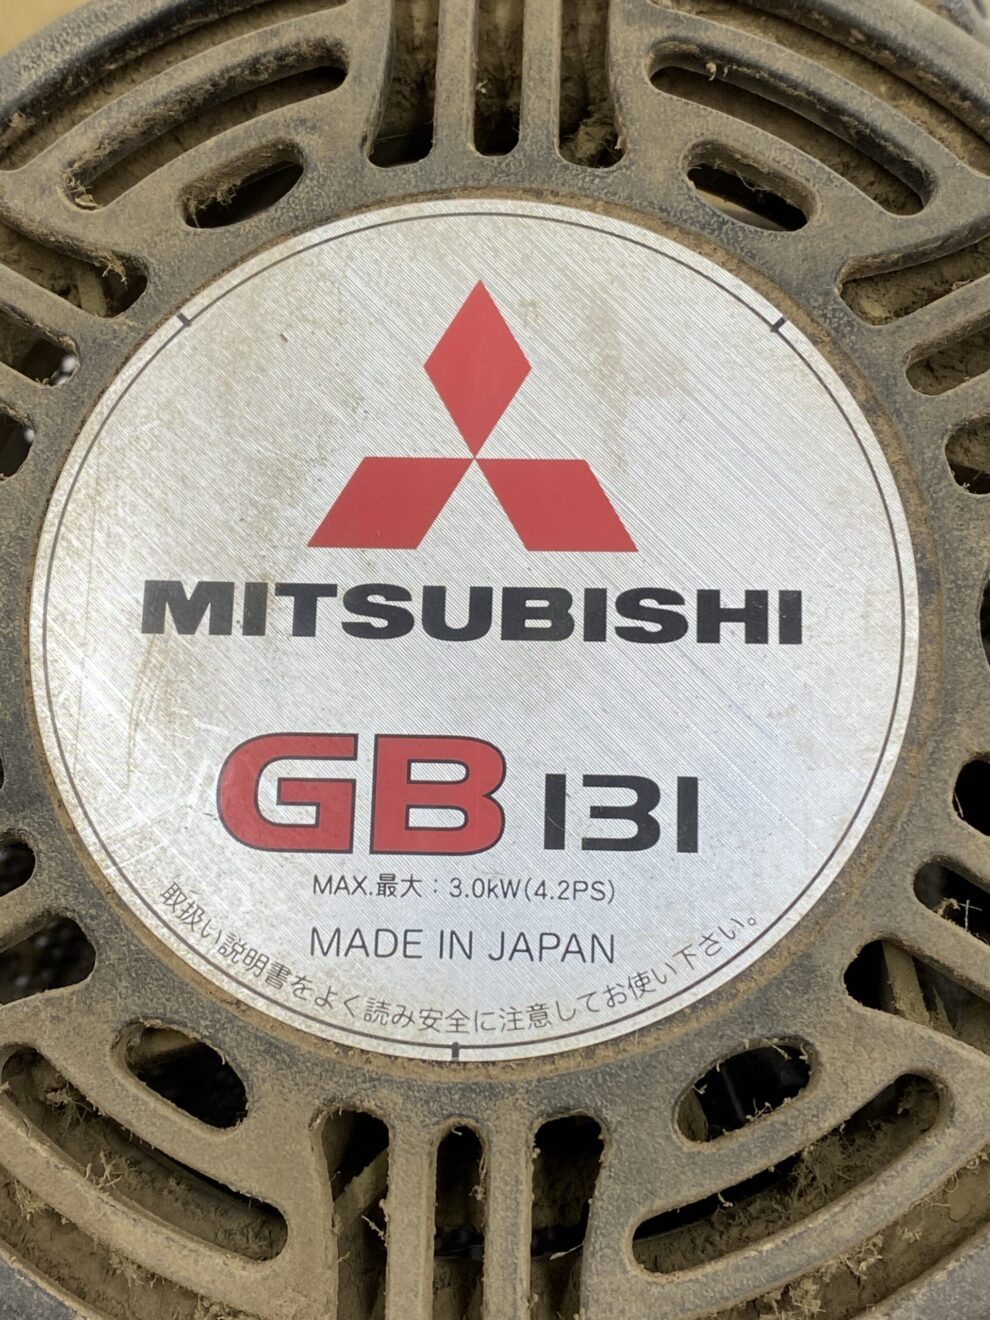 MITSUBISHI
GB 131
MAX.最大：3.0kW(4.2PS)
MADE IN JAPAN
取扱い説明書をよく読み安全に注意してお使い下さい。